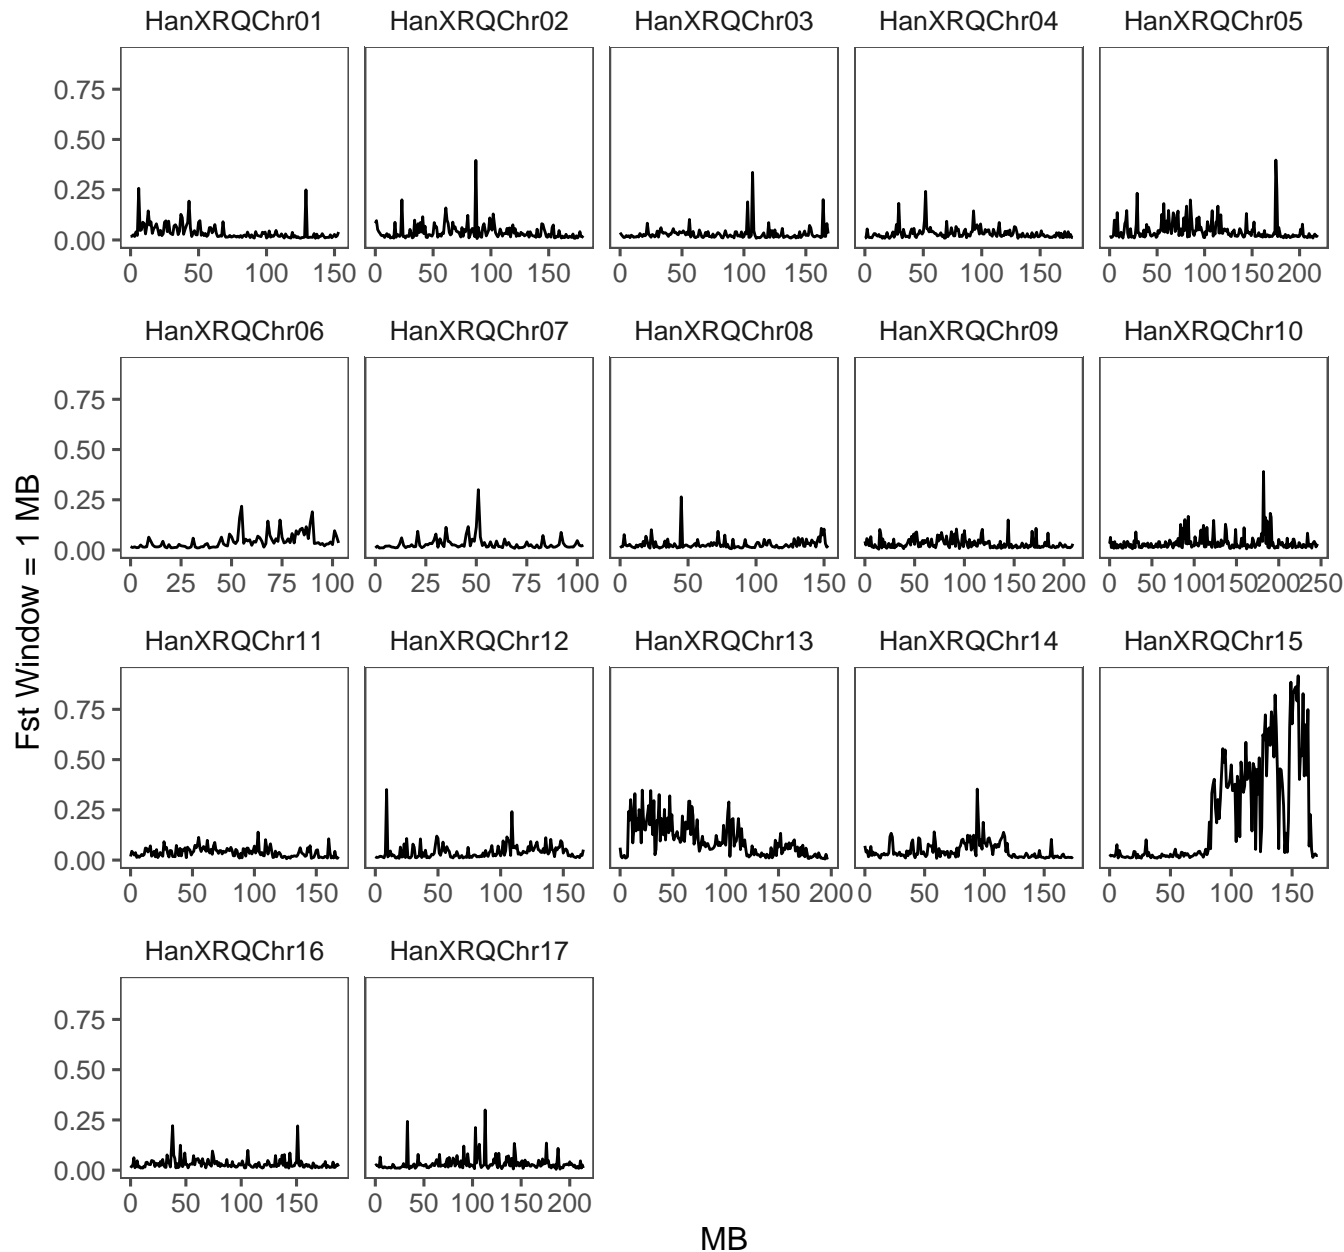 HanXRQChr01 HanXRQChr02 HanXRQChr03 HanXRQChr04 HanXRQChr05
0.75
0.50
0.25
0.00
0 50 100 150 0 50 100 150 0 50 100 150 0 50 100 150 0 50 100 150 200
HanXRQChr06 HanXRQChr07 HanXRQChr08 HanXRQChr09 HanXRQChr10
0.75
0.50
0.25
0.00
0 25 50 75 100 0 25 50 75 100 0 50 100 150 0 50 100 150 200 0 50 100 150 200 250
Fst Window = 1 MB
HanXRQChr11 HanXRQChr12 HanXRQChr13 HanXRQChr14 HanXRQChr15
0.75
0.50
0.25
0.00
0 50 100 150 0 50 100 150 0 50 100 150 200 0 50 100 150 0 50 100 150
HanXRQChr16 HanXRQChr17
0.75
0.50
0.25
0.00
0 50 100 150 0 50 100 150 200
MB